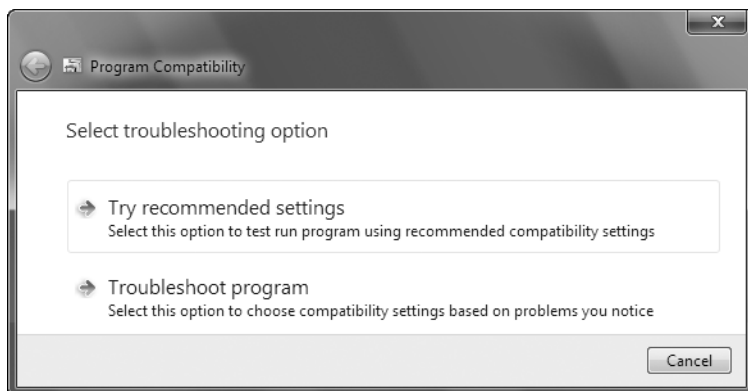 Program Compatibility
Select troubleshooting option
Try recommended settings
Select this option to test run program using recommended compatibility settings
Troubleshoot program
Select this option to choose compatibility settings based on problems you notice
Cancel